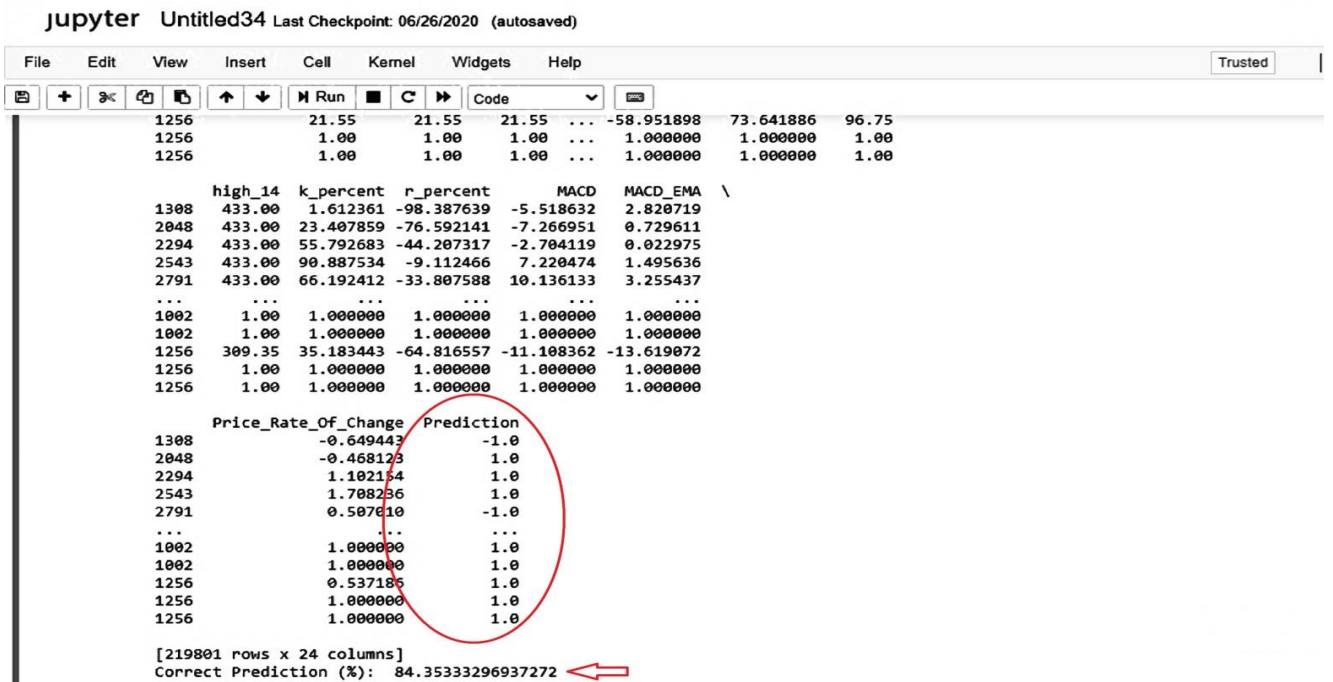 jupyter Untitled34 Last Checkpoint: 06/26/2020 (autosaved)
File Edit View Insert Cell Kernel Widgets Help Trusted
Run Code
1256 21.55 21.55 21.55 ... -58.951898 73.641886 96.75
1256 1.00 1.00 1.00 ... 1.000000 1.000000 1.00
1256 1.00 1.00 1.00 ... 1.000000 1.000000 1.00
high_14 k_percent r_percent MACD MACD_EMA \
1308 433.00 1.612361 -98.387639 -5.518632 2.820719
2048 433.00 23.407859 -76.592141 -7.266951 0.729611
2294 433.00 55.792683 -44.207317 -2.704119 0.022975
2543 433.00 90.887534 -9.112466 7.220474 1.495636
2791 433.00 66.192412 -33.807588 10.136133 3.255437
... ... ... ... ... ...
1002 1.00 1.000000 1.000000 1.000000 1.000000
1002 1.00 1.000000 1.000000 1.000000 1.000000
1256 309.35 35.183443 -64.816557 -11.108362 -13.619072
1256 1.00 1.000000 1.000000 1.000000 1.000000
1256 1.00 1.000000 1.000000 1.000000 1.000000
Price_Rate_Of_Change Prediction
1308 -0.649443 -1.0
2048 -0.468123 1.0
2294 1.102154 1.0
2543 1.708236 1.0
2791 0.507010 -1.0
... ... ...
1002 1.000000 1.0
1002 1.000000 1.0
1256 0.537186 1.0
1256 1.000000 1.0
1256 1.000000 1.0
[219801 rows x 24 columns]
Correct Prediction (%): 84.35333296937272